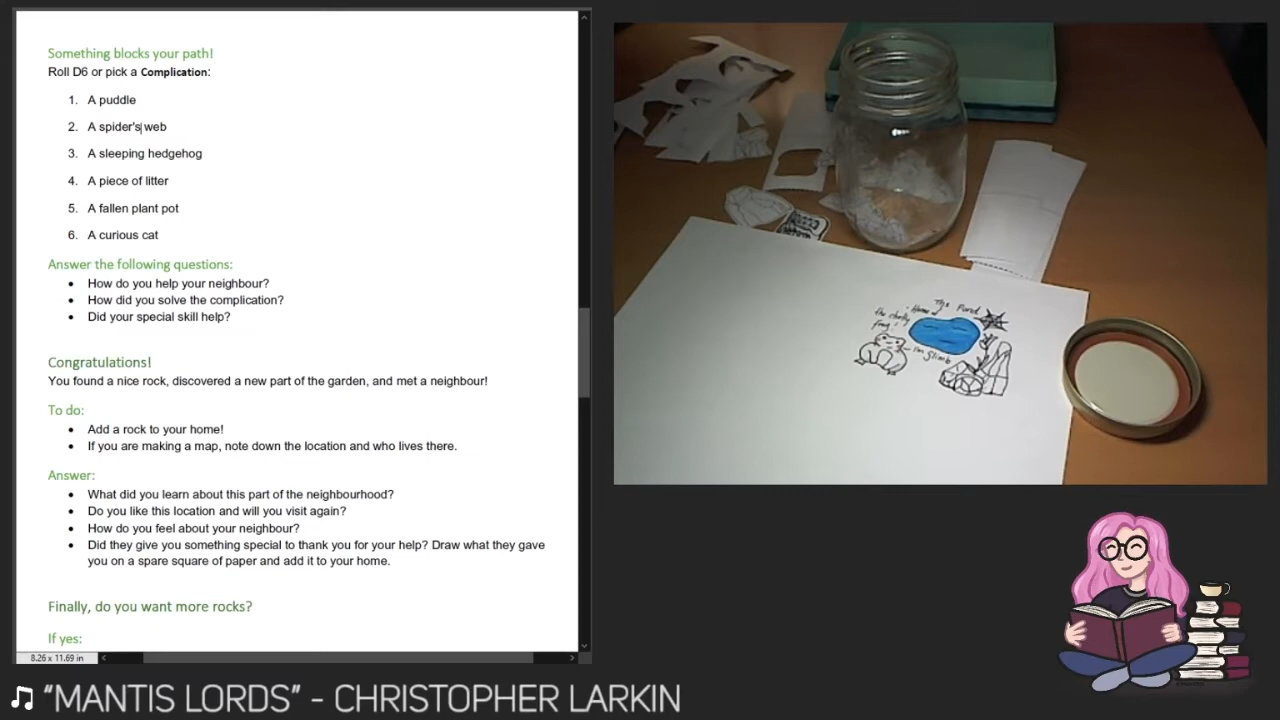 Something blocks your path!
Roll D6 or pick a Complication:
1. A puddle
2. A spider's web
3. A sleeping hedgehog
4. A piece of litter
5. A fallen plant pot
6. A curious cat
Answer the following questions:
• How do you help your neighbour?
• How did you solve the complication?
• Did your special skill help?
Congratulations!
You found a nice rock, discovered a new part of the garden, and met a neighbour!
To do:
• Add a rock to your home!
• If you are making a map, note down the location and who lives there.
Answer:
• What did you learn about this part of the neighbourhood?
• Do you like this location and will you visit again?
• How do you feel about your neighbour?
• Did they give you something special to thank you for your help? Draw what they gave
you on a spare square of paper and add it to your home.
Finally, do you want more rocks?
If yes:
8.26 x 11.69 in
Pond
Home
the chatty
frog
♫ "MANTIS LORDS" - CHRISTOPHER LARKIN